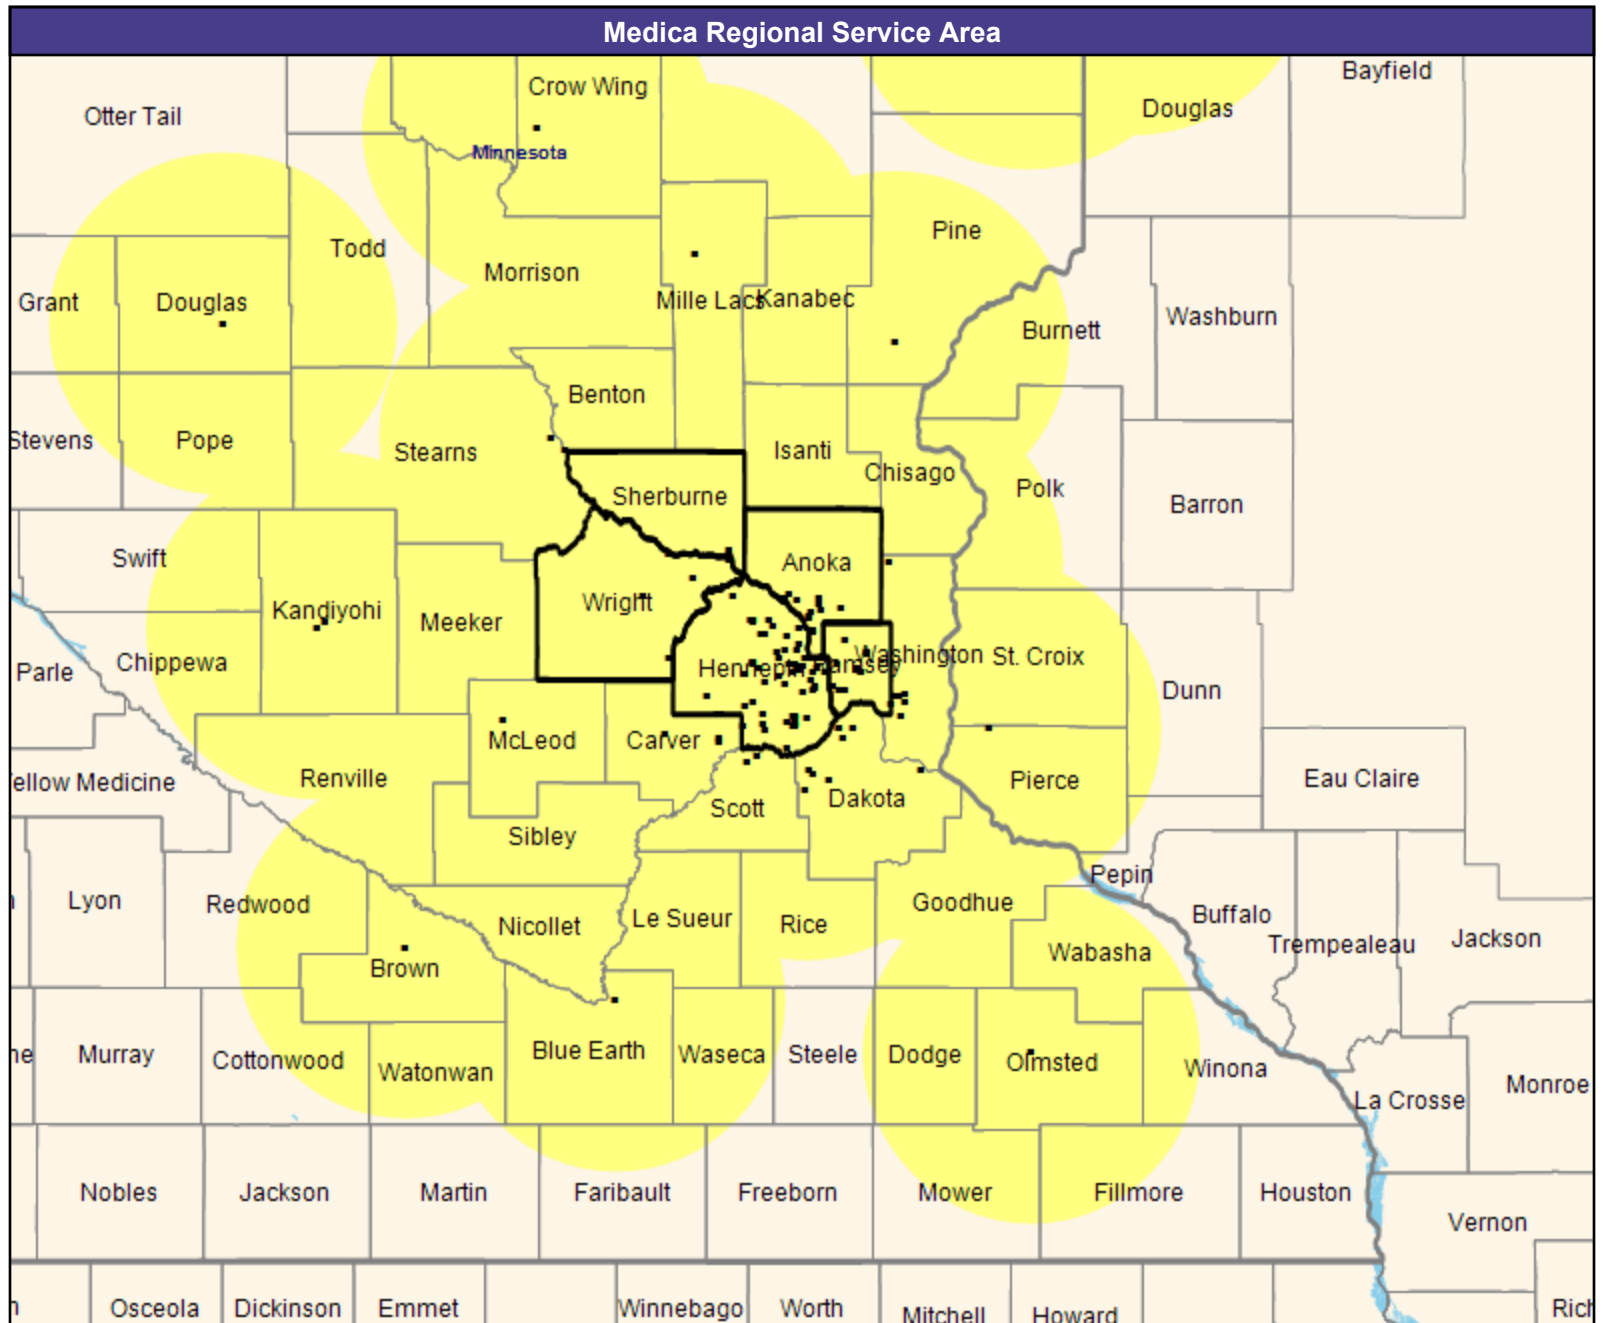 Medica Regional Service Area
Bayfield
Crow Wing
Otter Tail
Douglas
Minnesota
Pine
Todd
Morrison
Grant
Douglas
Mille Lacs
Kanabec
Burnett
Washburn
Benton
Stevens
Pope
Stearns
Isanti
Chisago
Sherburne
Polk
Barron
Swift
Anoka
Kandiyohi
Wright
Meeker
Parle
Chippewa
Hennepin
Ramsey
Washington
St. Croix
Dunn
McLeod
Carver
Renville
ellow Medicine
Pierce
Eau Claire
Scott
Dakota
Sibley
Pepin
Lyon
Redwood
Goodhue
Nicollet
Le Sueur
Rice
Buffalo
Trempealeau
Jackson
Wabasha
Brown
ne
Murray
Cottonwood
Watonwan
Blue Earth
Waseca
Steele
Dodge
Olmsted
Winona
Monroe
La Crosse
Nobles
Jackson
Martin
Faribault
Freeborn
Mower
Fillmore
Houston
Vernon
Osceola
Dickinson
Emmet
Winnebago
Worth
Mitchell
Howard
Rich